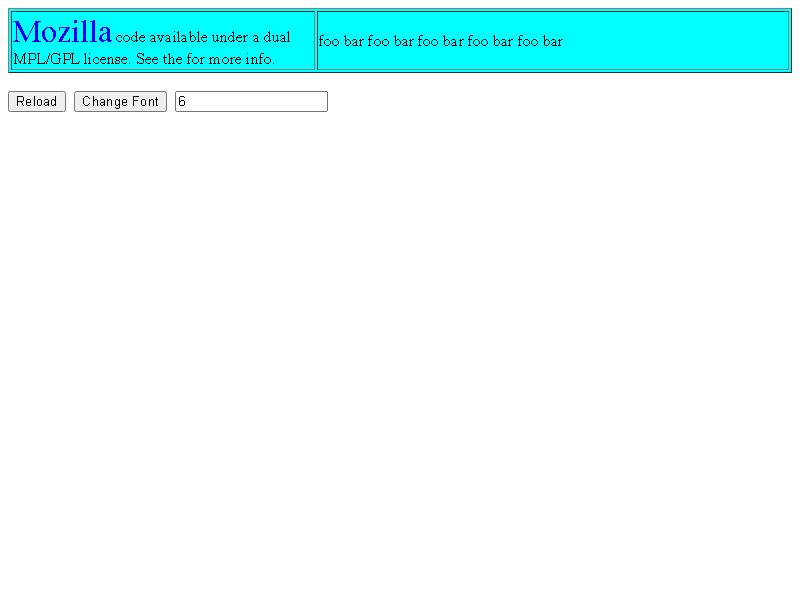 Mozilla code available under a dual
MPL/GPL license. See the for more info.
foo bar foo bar foo bar foo bar foo bar
Reload Change Font 6